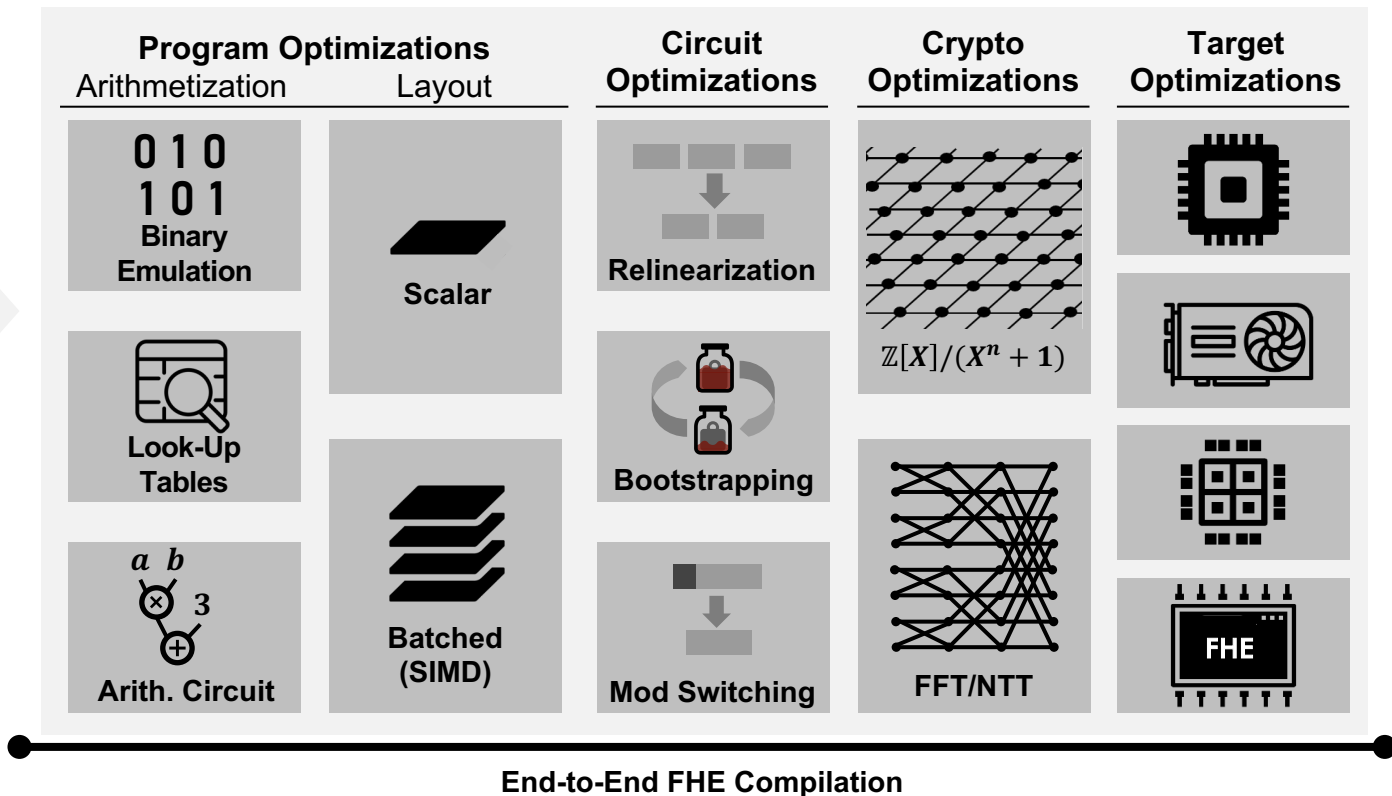 Program Optimizations
Arithmetization
Layout
Circuit
Optimizations
Crypto
Optimizations
Target
Optimizations
0 1 0
1 0 1
Binary
Emulation
Look-Up
Tables
a b
×
3
+
Arith. Circuit
Scalar
Batched
(SIMD)
Relinearization
Bootstrapping
Mod Switching
ℤ[X]/(Xⁿ + 1)
FFT/NTT
FHE
End-to-End FHE Compilation